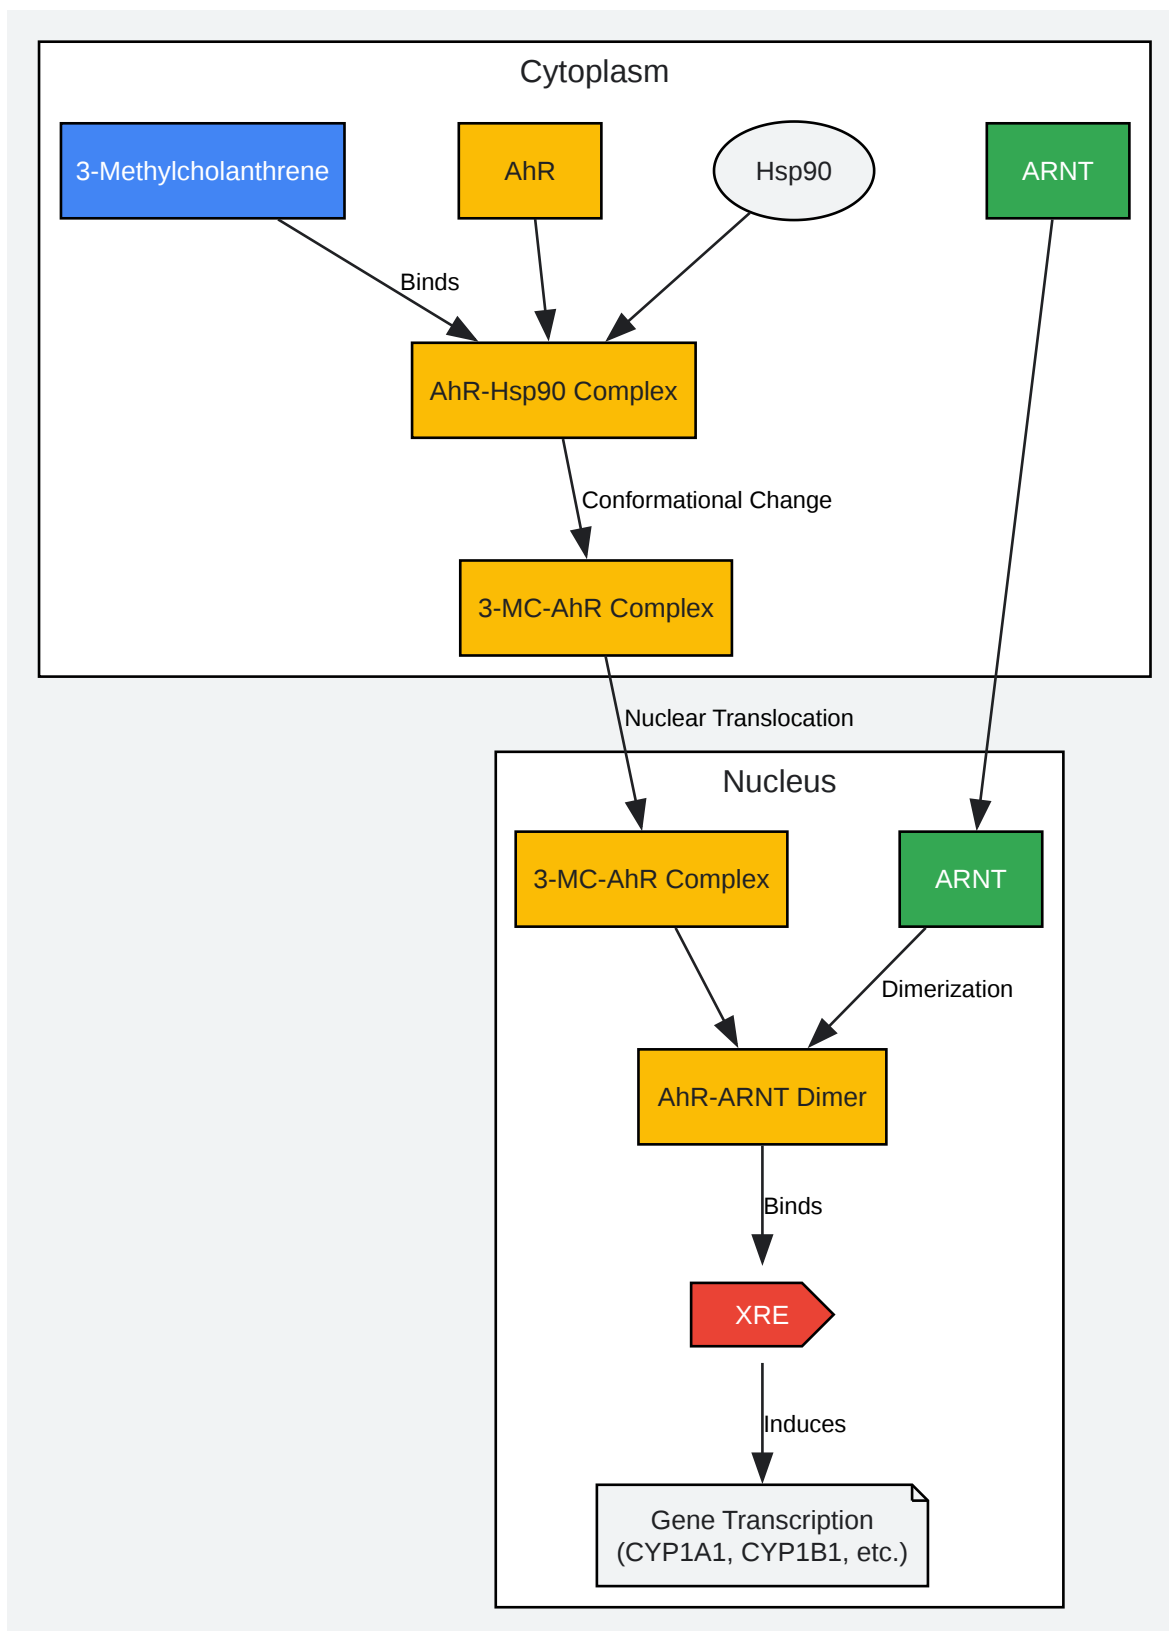 Cytoplasm
3-Methylcholanthrene
AhR
Hsp90
ARNT
Binds
AhR-Hsp90 Complex
Conformational Change
3-MC-AhR Complex
Nuclear Translocation
Nucleus
3-MC-AhR Complex
ARNT
Dimerization
AhR-ARNT Dimer
Binds
XRE
Induces
Gene Transcription
(CYP1A1, CYP1B1, etc.)